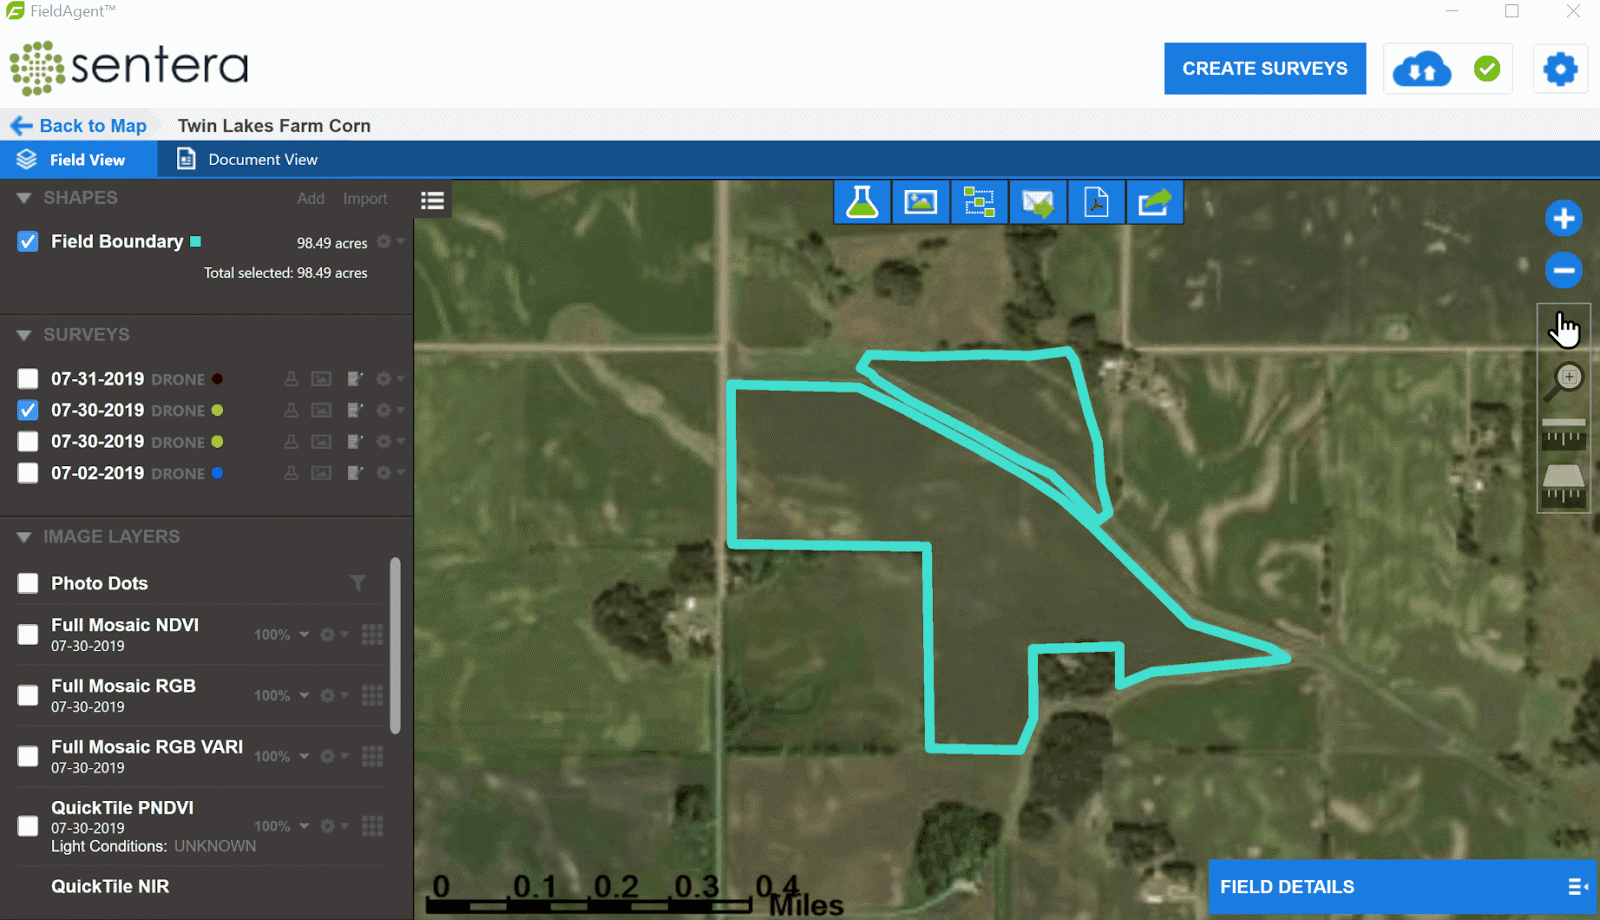 FieldAgent™
sentera
CREATE SURVEYS
Back to Map
Twin Lakes Farm Corn
Field View
Document View
SHAPES
Add
Import
Field Boundary
98.49 acres
Total selected: 98.49 acres
SURVEYS
07-31-2019 DRONE
07-30-2019 DRONE
07-30-2019 DRONE
07-02-2019 DRONE
IMAGE LAYERS
Photo Dots
Full Mosaic NDVI
07-30-2019
100%
Full Mosaic RGB
07-30-2019
100%
Full Mosaic RGB VARI
07-30-2019
100%
QuickTile PNDVI
07-30-2019
100%
Light Conditions: UNKNOWN
QuickTile NIR
0 0.1 0.2 0.3 0.4
Miles
FIELD DETAILS